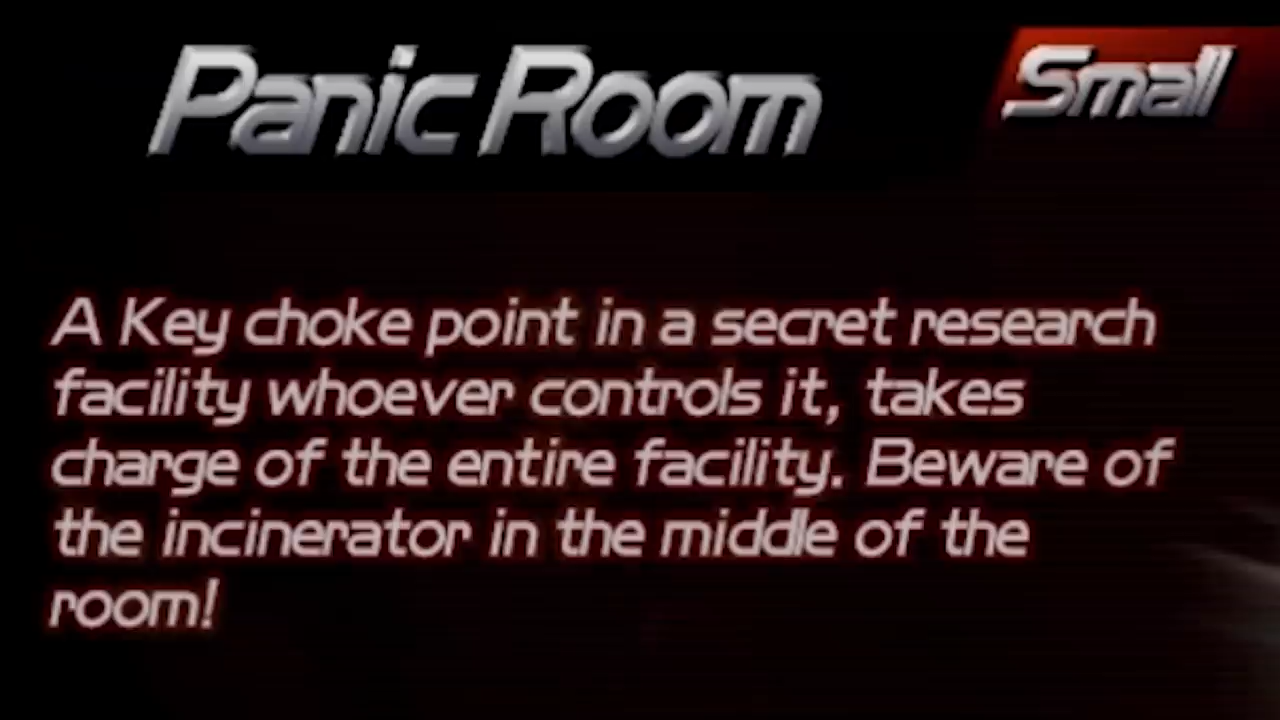 Panic Room
Small
A Key choke point in a secret research
facility whoever controls it, takes
charge of the entire facility. Beware of
the incinerator in the middle of the
room!